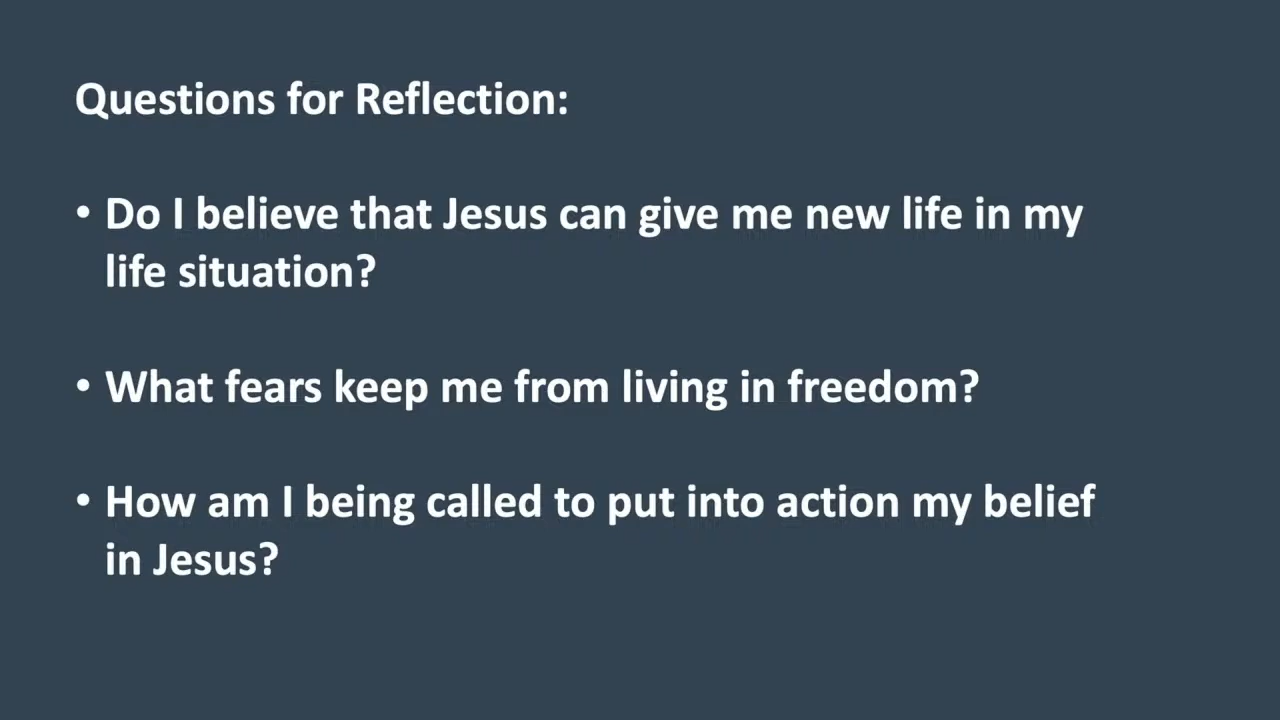 Questions for Reflection:
• Do I believe that Jesus can give me new life in my
life situation?
• What fears keep me from living in freedom?
• How am I being called to put into action my belief
in Jesus?